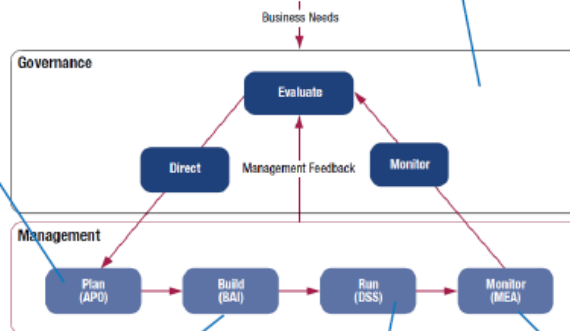 Business Needs
Governance
Evaluate
Direct
Management Feedback
Monitor
Management
Plan
(APO)
Build
(BAI)
Run
(DSS)
Monitor
(MEA)